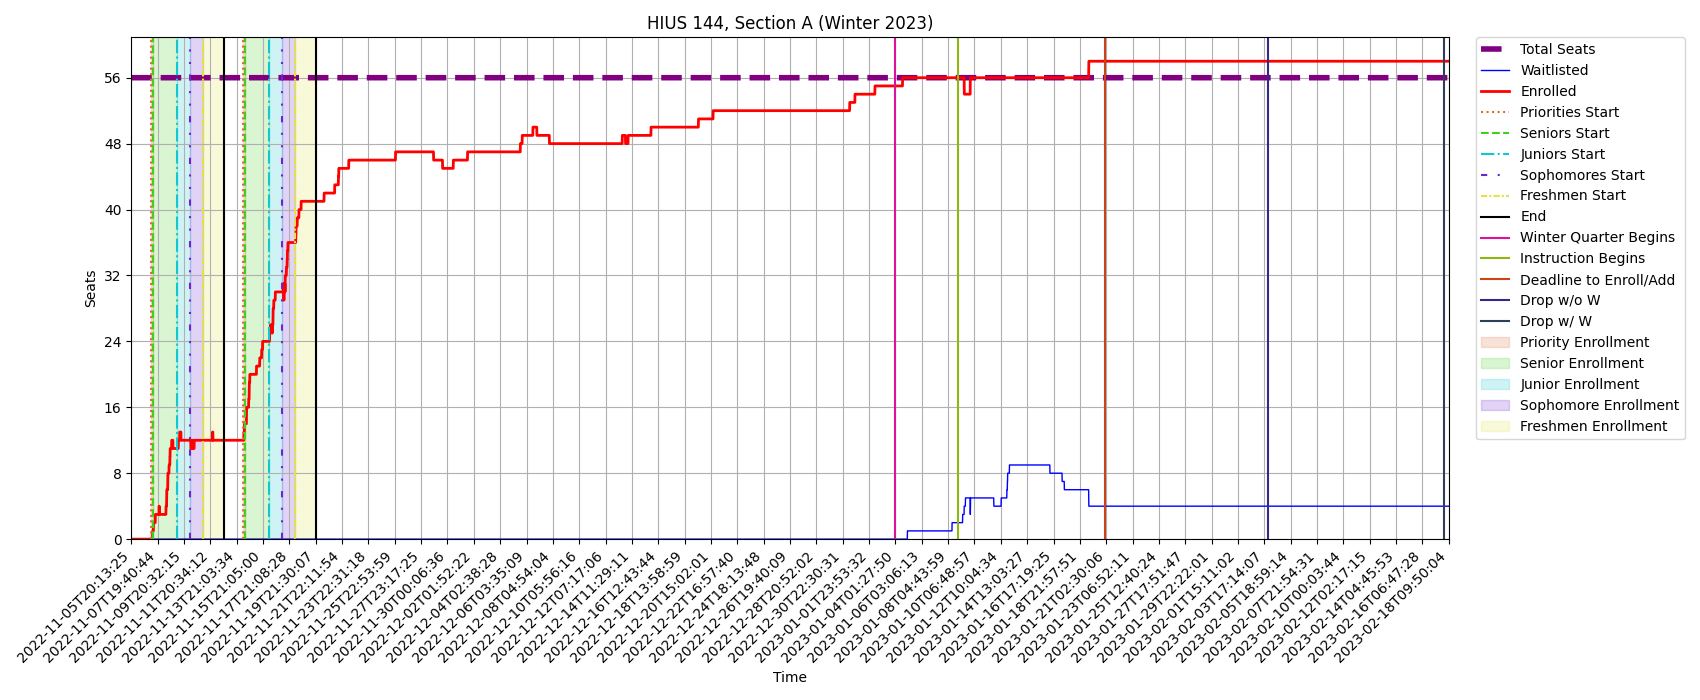 HIUS 144, Section A (Winter 2023)
Seats
56
48
40
32
24
16
8
0
2022-11-05T20:13:25
2022-11-07T19:40:44
2022-11-09T20:32:15
2022-11-11T20:34:12
2022-11-13T21:03:34
2022-11-15T21:05:00
2022-11-17T21:08:28
2022-11-19T21:30:07
2022-11-21T22:11:54
2022-11-23T22:31:18
2022-11-25T22:53:59
2022-11-27T23:17:25
2022-11-30T00:06:36
2022-12-02T01:52:22
2022-12-04T02:38:28
2022-12-06T03:35:09
2022-12-08T04:54:04
2022-12-10T05:56:16
2022-12-12T07:17:06
2022-12-14T11:29:11
2022-12-16T12:43:44
2022-12-18T13:58:59
2022-12-20T15:02:01
2022-12-22T16:57:40
2022-12-24T18:13:48
2022-12-26T19:40:09
2022-12-28T20:52:02
2022-12-30T22:30:31
2023-01-01T23:53:32
2023-01-04T01:27:50
2023-01-06T03:06:13
2023-01-08T04:43:59
2023-01-10T06:48:57
2023-01-12T10:04:34
2023-01-14T13:03:27
2023-01-16T17:19:25
2023-01-18T21:57:51
2023-01-21T02:30:06
2023-01-23T06:52:11
2023-01-25T12:40:24
2023-01-27T17:51:47
2023-01-29T22:22:01
2023-02-01T15:11:02
2023-02-03T17:14:07
2023-02-05T18:59:14
2023-02-07T21:54:31
2023-02-10T00:03:44
2023-02-12T02:17:15
2023-02-14T04:45:53
2023-02-16T06:47:28
2023-02-18T09:50:04
Time
Total Seats
Waitlisted
Enrolled
Priorities Start
Seniors Start
Juniors Start
Sophomores Start
Freshmen Start
End
Winter Quarter Begins
Instruction Begins
Deadline to Enroll/Add
Drop w/o W
Drop w/ W
Priority Enrollment
Senior Enrollment
Junior Enrollment
Sophomore Enrollment
Freshmen Enrollment